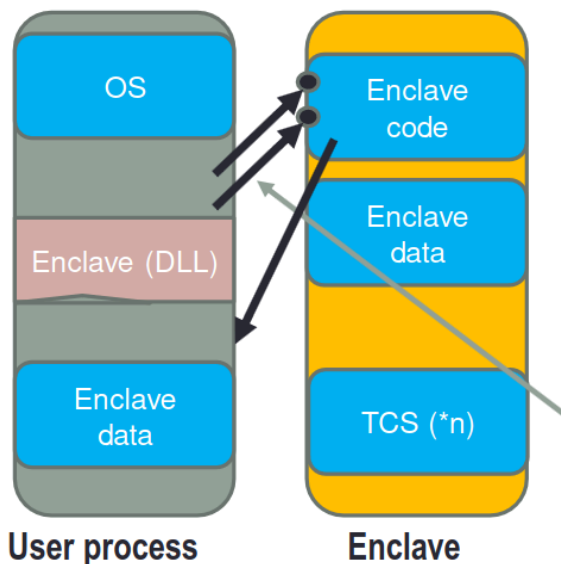 OS
Enclave (DLL)
Enclave
data
User process
Enclave
code
Enclave
data
TCS (*n)
Enclave